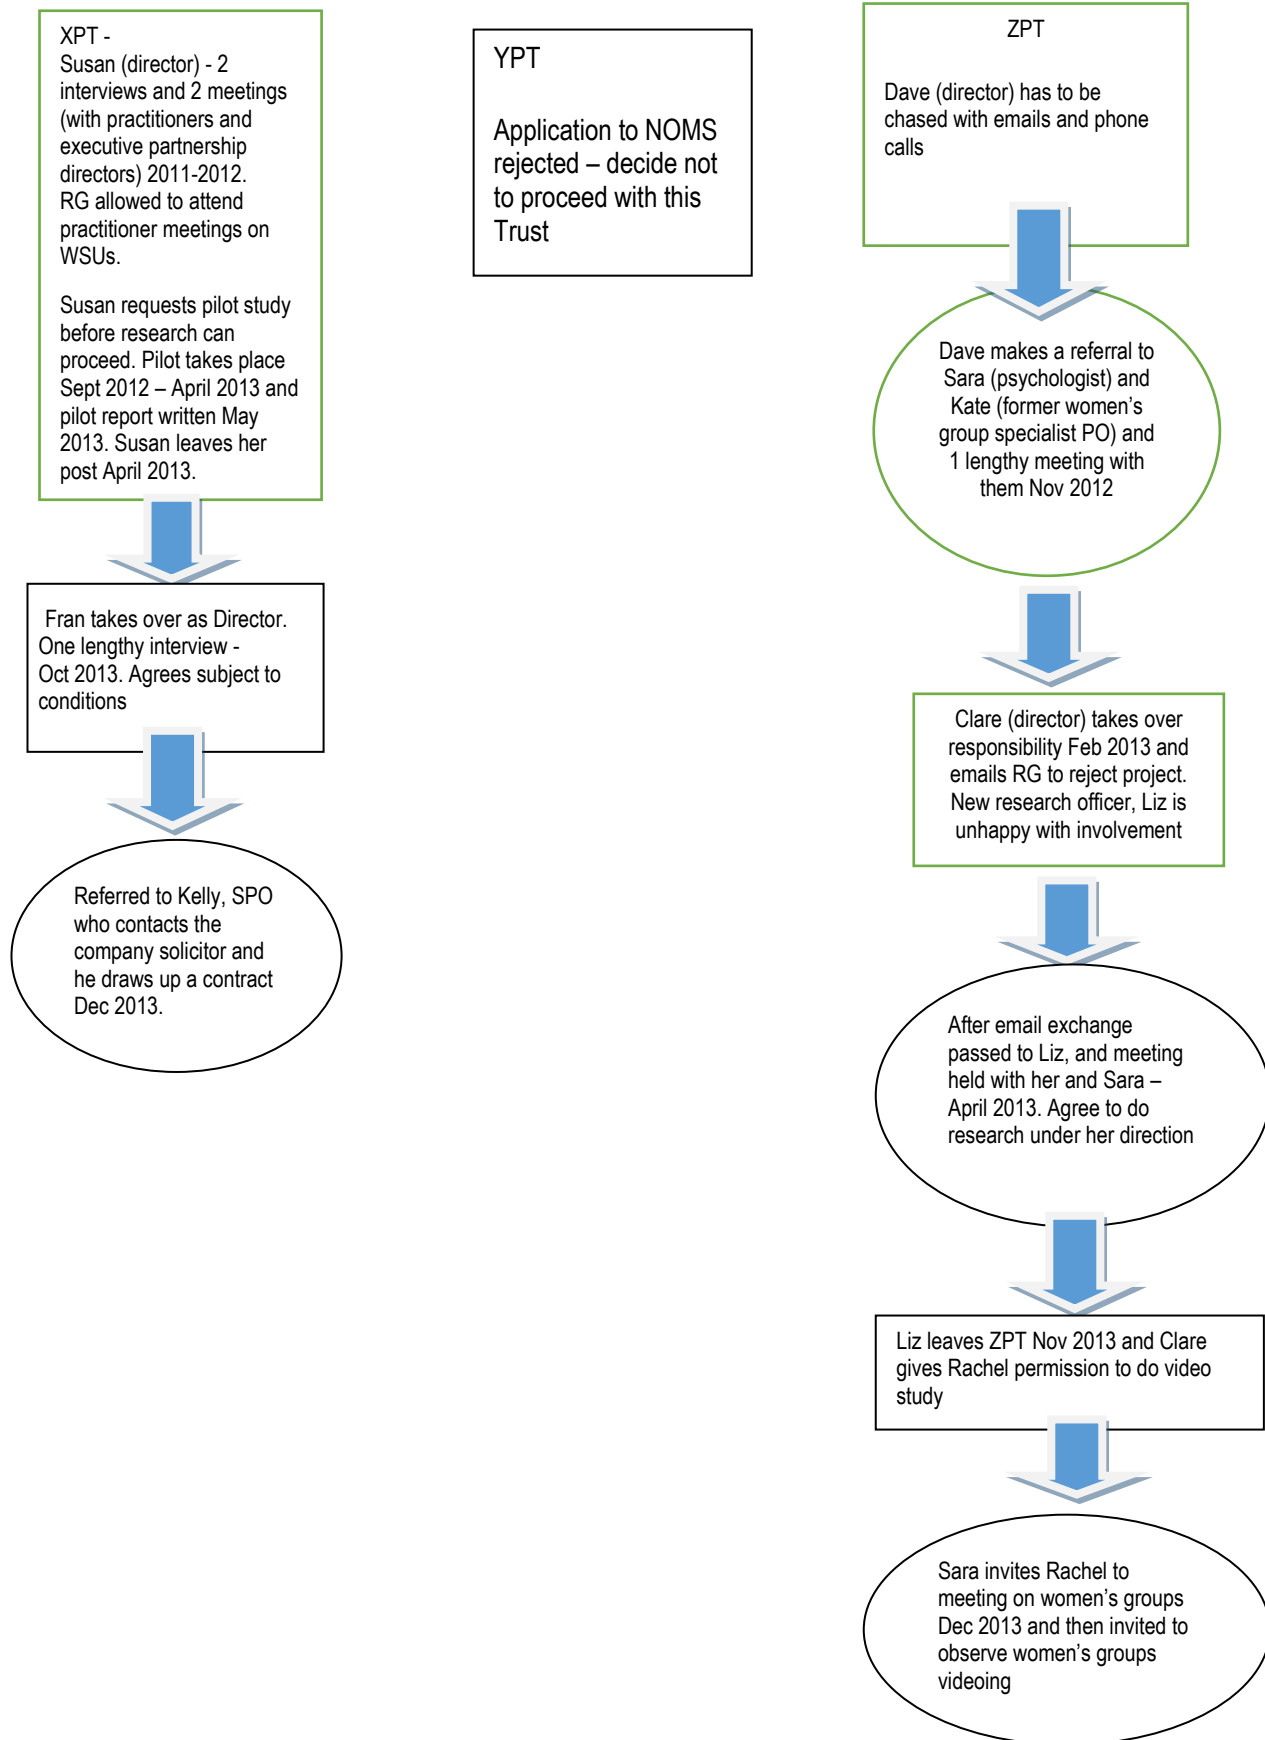 XPT -
Susan (director) - 2
interviews and 2 meetings
(with practitioners and
executive partnership
directors) 2011-2012.
RG allowed to attend
practitioner meetings on
WSUs.
Susan requests pilot study
before research can
proceed. Pilot takes place
Sept 2012 – April 2013 and
pilot report written May
2013. Susan leaves her
post April 2013.
Fran takes over as Director.
One lengthy interview -
Oct 2013. Agrees subject to
conditions
Referred to Kelly, SPO
who contacts the
company solicitor and
he draws up a contract
Dec 2013.
YPT
Application to NOMS
rejected – decide not
to proceed with this
Trust
ZPT
Dave (director) has to be
chased with emails and phone
calls
Dave makes a referral to
Sara (psychologist) and
Kate (former women's
group specialist PO) and
1 lengthy meeting with
them Nov 2012
Clare (director) takes over
responsibility Feb 2013 and
emails RG to reject project.
New research officer, Liz is
unhappy with involvement
After email exchange
passed to Liz, and meeting
held with her and Sara –
April 2013. Agree to do
research under her direction
Liz leaves ZPT Nov 2013 and Clare
gives Rachel permission to do video
study
Sara invites Rachel to
meeting on women's groups
Dec 2013 and then invited to
observe women's groups
videoing